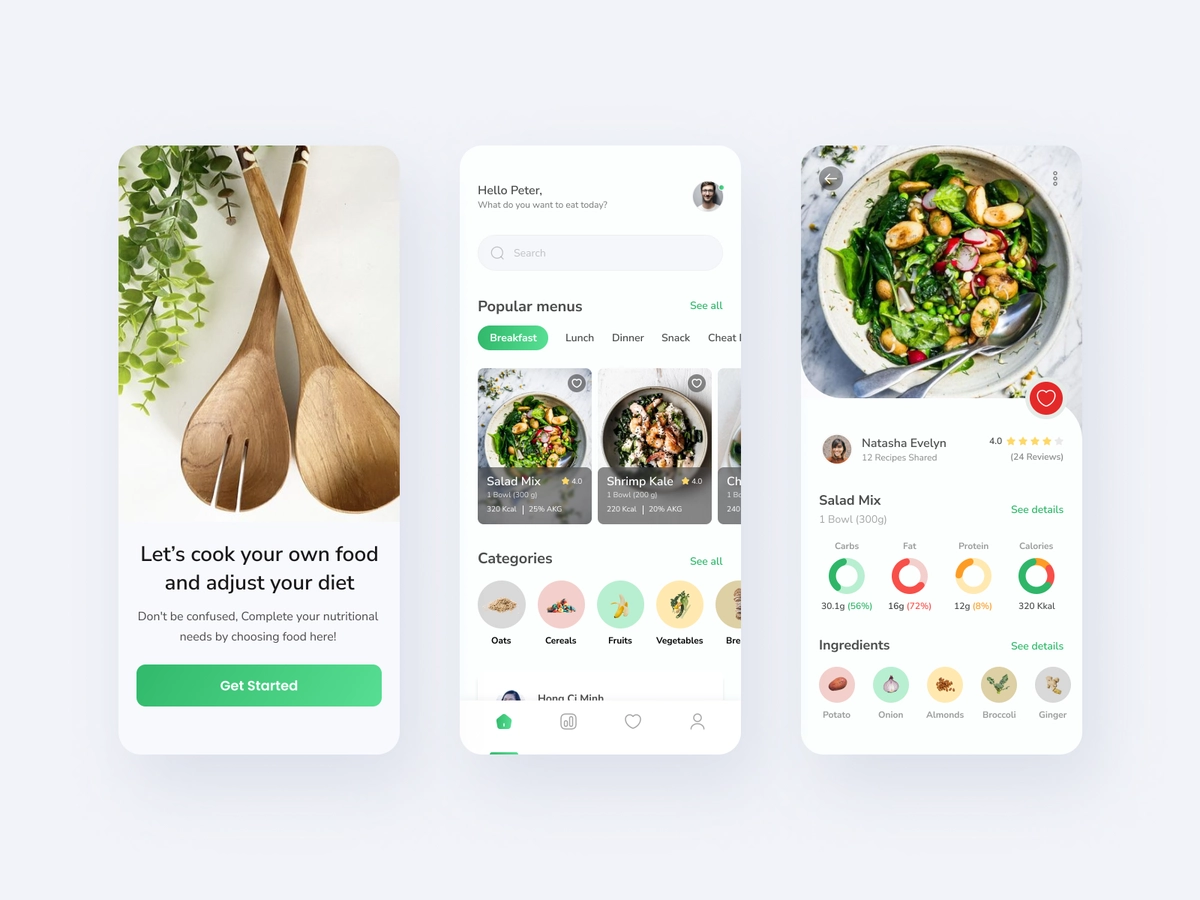 Let's cook your own food
and adjust your diet
Don't be confused, Complete your nutritional
needs by choosing food here!
Get Started
Hello Peter,
What do you want to eat today?
Search
Popular menus See all
Breakfast Lunch Dinner Snack Cheat
Salad Mix 4.0
1 Bowl (300 g)
320 Kcal | 25% AKG
Shrimp Kale 4.0
1 Bowl (200 g)
220 Kcal | 20% AKG
Ch
1 Bo
240
Categories See all
Oats Cereals Fruits Vegetables Bre
Hong Ci Minh
Natasha Evelyn
12 Recipes Shared
4.0
(24 Reviews)
Salad Mix
1 Bowl (300g)
See details
Carbs Fat Protein Calories
30.1g (56%) 16g (72%) 12g (8%) 320 Kkal
Ingredients See details
Potato Onion Almonds Broccoli Ginger